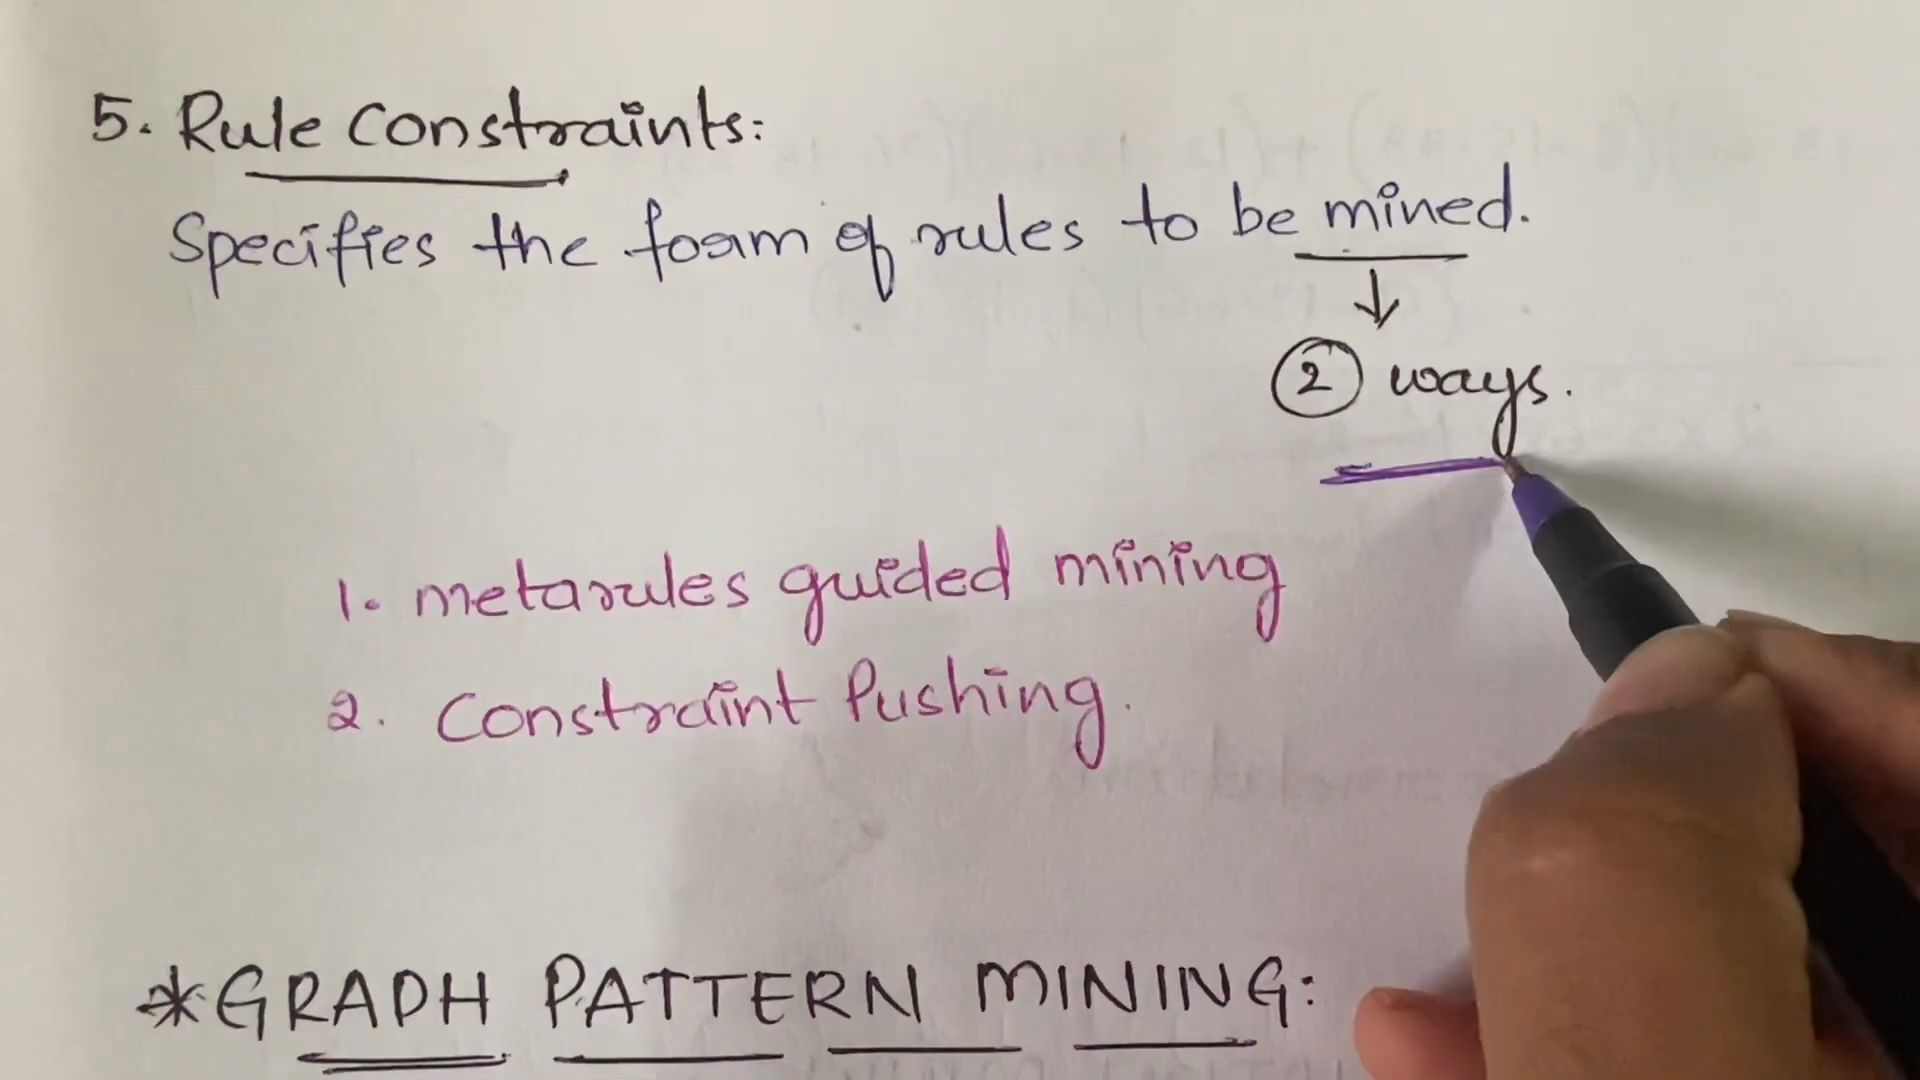 5. Rule Constraints:
Specifies the foam of rules to be mined.
↓
② ways.
1. metarules guided mining
2. Constraint Pushing.
*GRAPH PATTERN MINING: